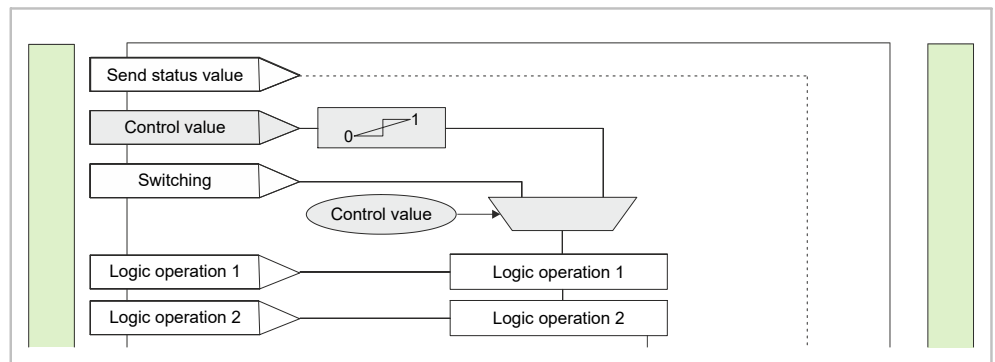 Send status value
Control value
0
1
Switching
Control value
Logic operation 1
Logic operation 1
Logic operation 2
Logic operation 2